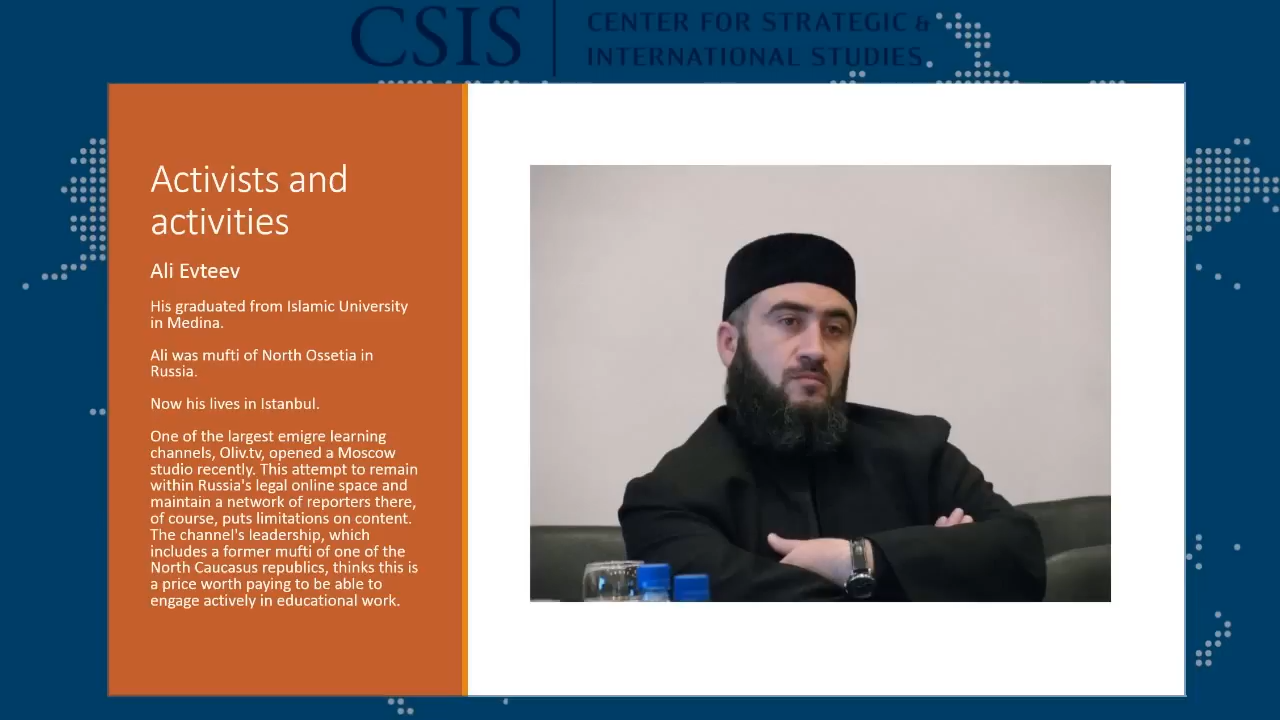 CSIS
CENTER FOR STRATEGIC &
INTERNATIONAL STUDIES
Activists and
activities
Ali Evteev
His graduated from Islamic University
in Medina.
Ali was mufti of North Ossetia in
Russia.
Now his lives in Istanbul.
One of the largest emigre learning
channels, Oliv.tv, opened a Moscow
studio recently. This attempt to remain
within Russia's legal online space and
maintain a network of reporters there,
of course, puts limitations on content.
The channel's leadership, which
includes a former mufti of one of the
North Caucasus republics, thinks this is
a price worth paying to be able to
engage actively in educational work.